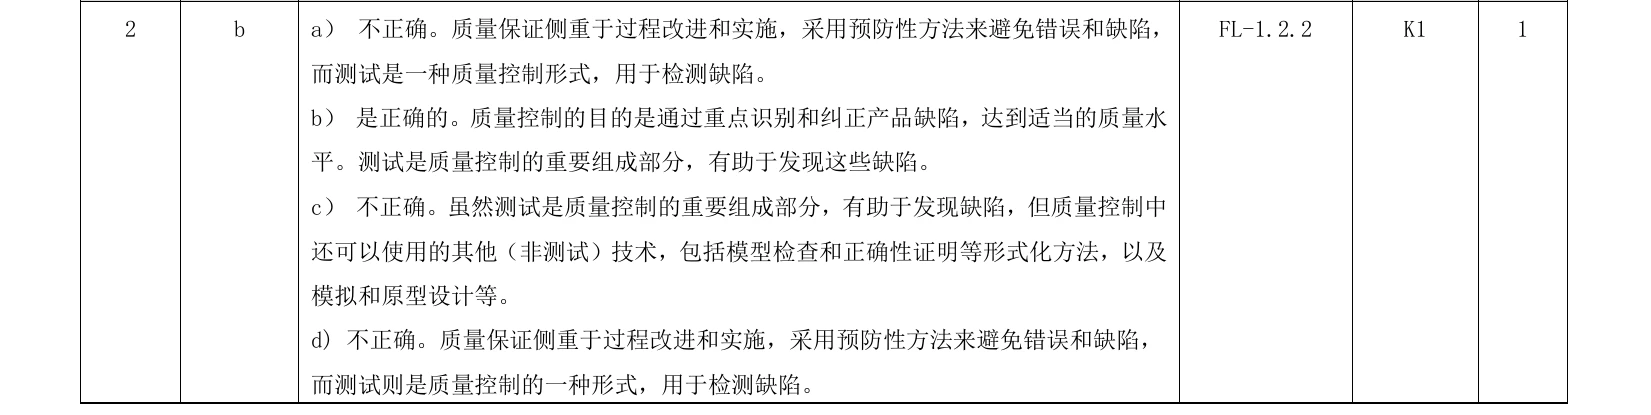 2 b a） 不正确。质量保证侧重于过程改进和实施，采用预防性方法来避免错误和缺陷， FL-1.2.2 K1 1
而测试是一种质量控制形式，用于检测缺陷。
b） 是正确的。质量控制的目的是通过重点识别和纠正产品缺陷，达到适当的质量水
平。测试是质量控制的重要组成部分，有助于发现这些缺陷。
c） 不正确。虽然测试是质量控制的重要组成部分，有助于发现缺陷，但质量控制中
还可以使用的其他（非测试）技术，包括模型检查和正确性证明等形式化方法，以及
模拟和原型设计等。
d) 不正确。质量保证侧重于过程改进和实施，采用预防性方法来避免错误和缺陷，
而测试则是质量控制的一种形式，用于检测缺陷。